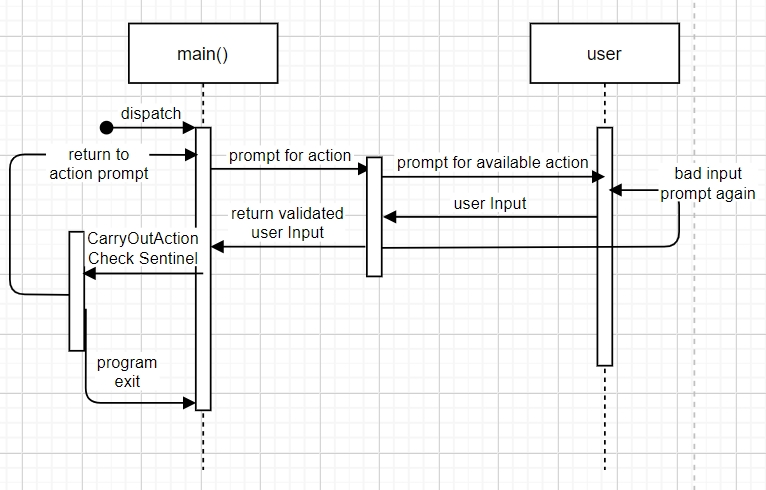 main()
user
dispatch
return to
action prompt
prompt for action
prompt for available action
bad input
prompt again
user Input
return validated
user Input
CarryOutAction
Check Sentinel
program
exit